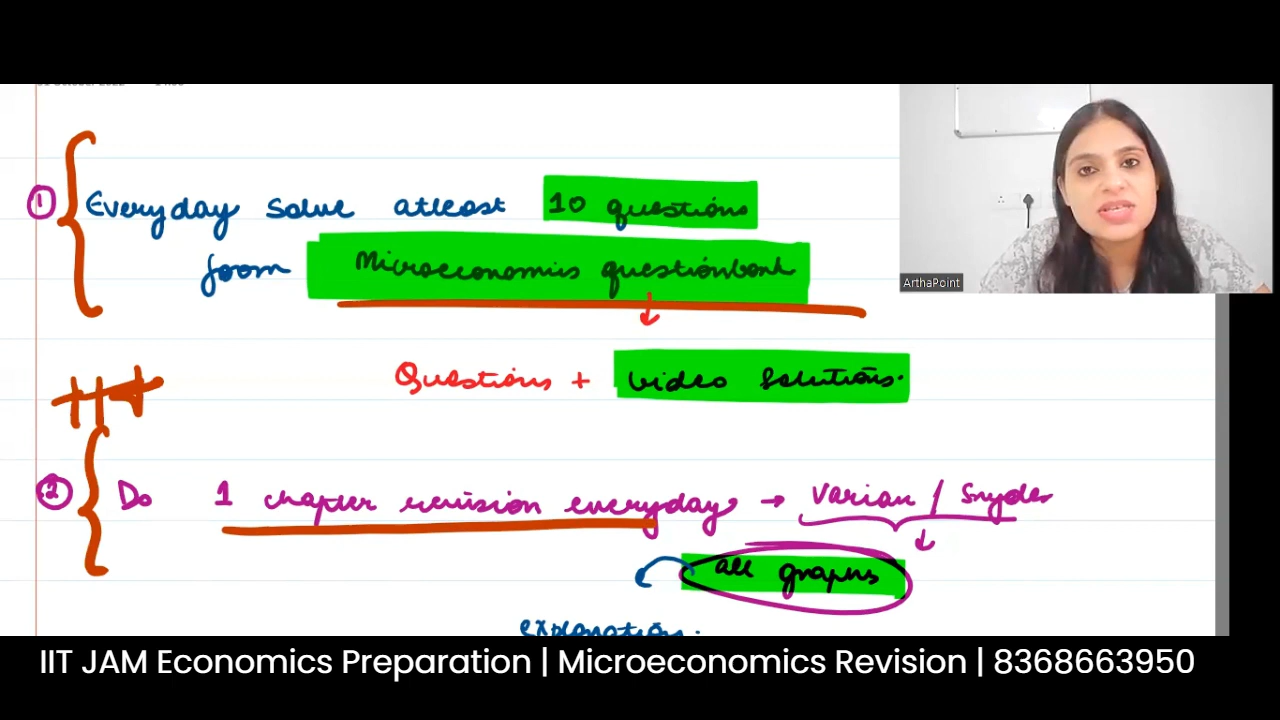 ① Everyday solve atleast 10 questions
from Microeconomics questionbank
Questions + video solutions.
② Do 1 chapter revision everyday → Varian / Snyder
all graphs
explanation.
ArthaPoint
IIT JAM Economics Preparation | Microeconomics Revision | 8368663950